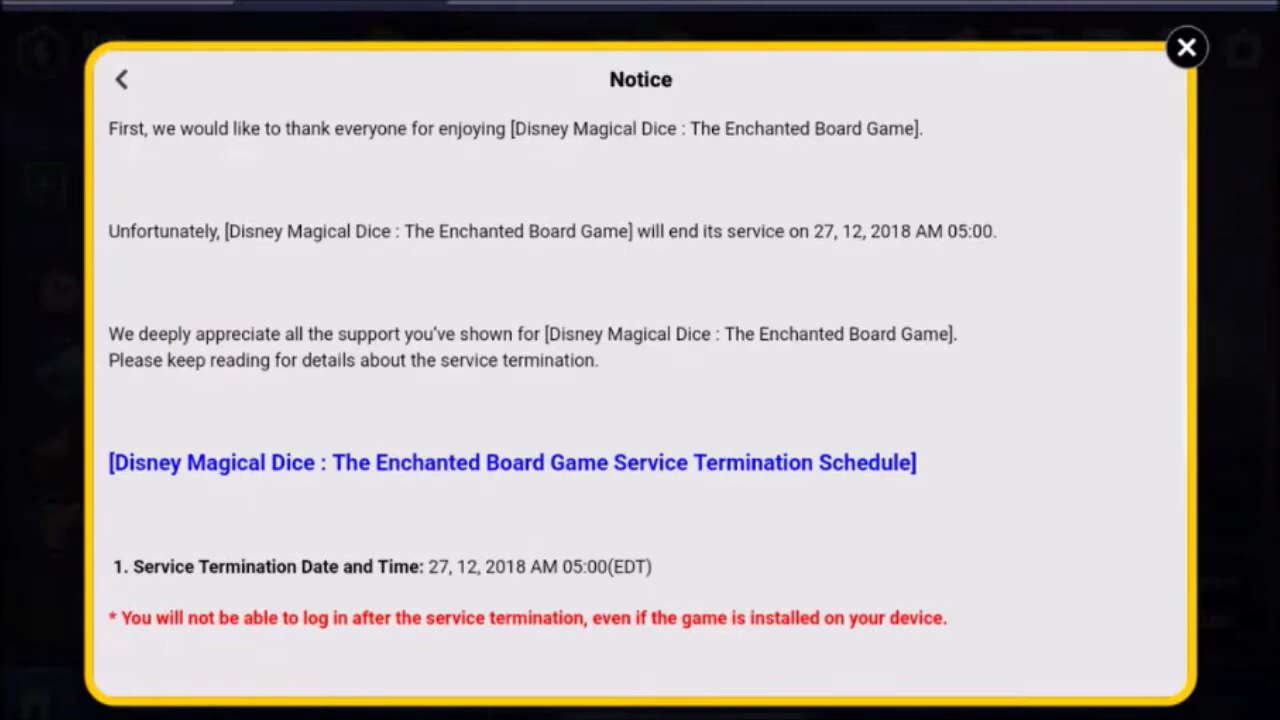 Notice
First, we would like to thank everyone for enjoying [Disney Magical Dice : The Enchanted Board Game].
Unfortunately, [Disney Magical Dice : The Enchanted Board Game] will end its service on 27, 12, 2018 AM 05:00.
We deeply appreciate all the support you've shown for [Disney Magical Dice : The Enchanted Board Game].
Please keep reading for details about the service termination.
[Disney Magical Dice : The Enchanted Board Game Service Termination Schedule]
1. Service Termination Date and Time: 27, 12, 2018 AM 05:00(EDT)
* You will not be able to log in after the service termination, even if the game is installed on your device.